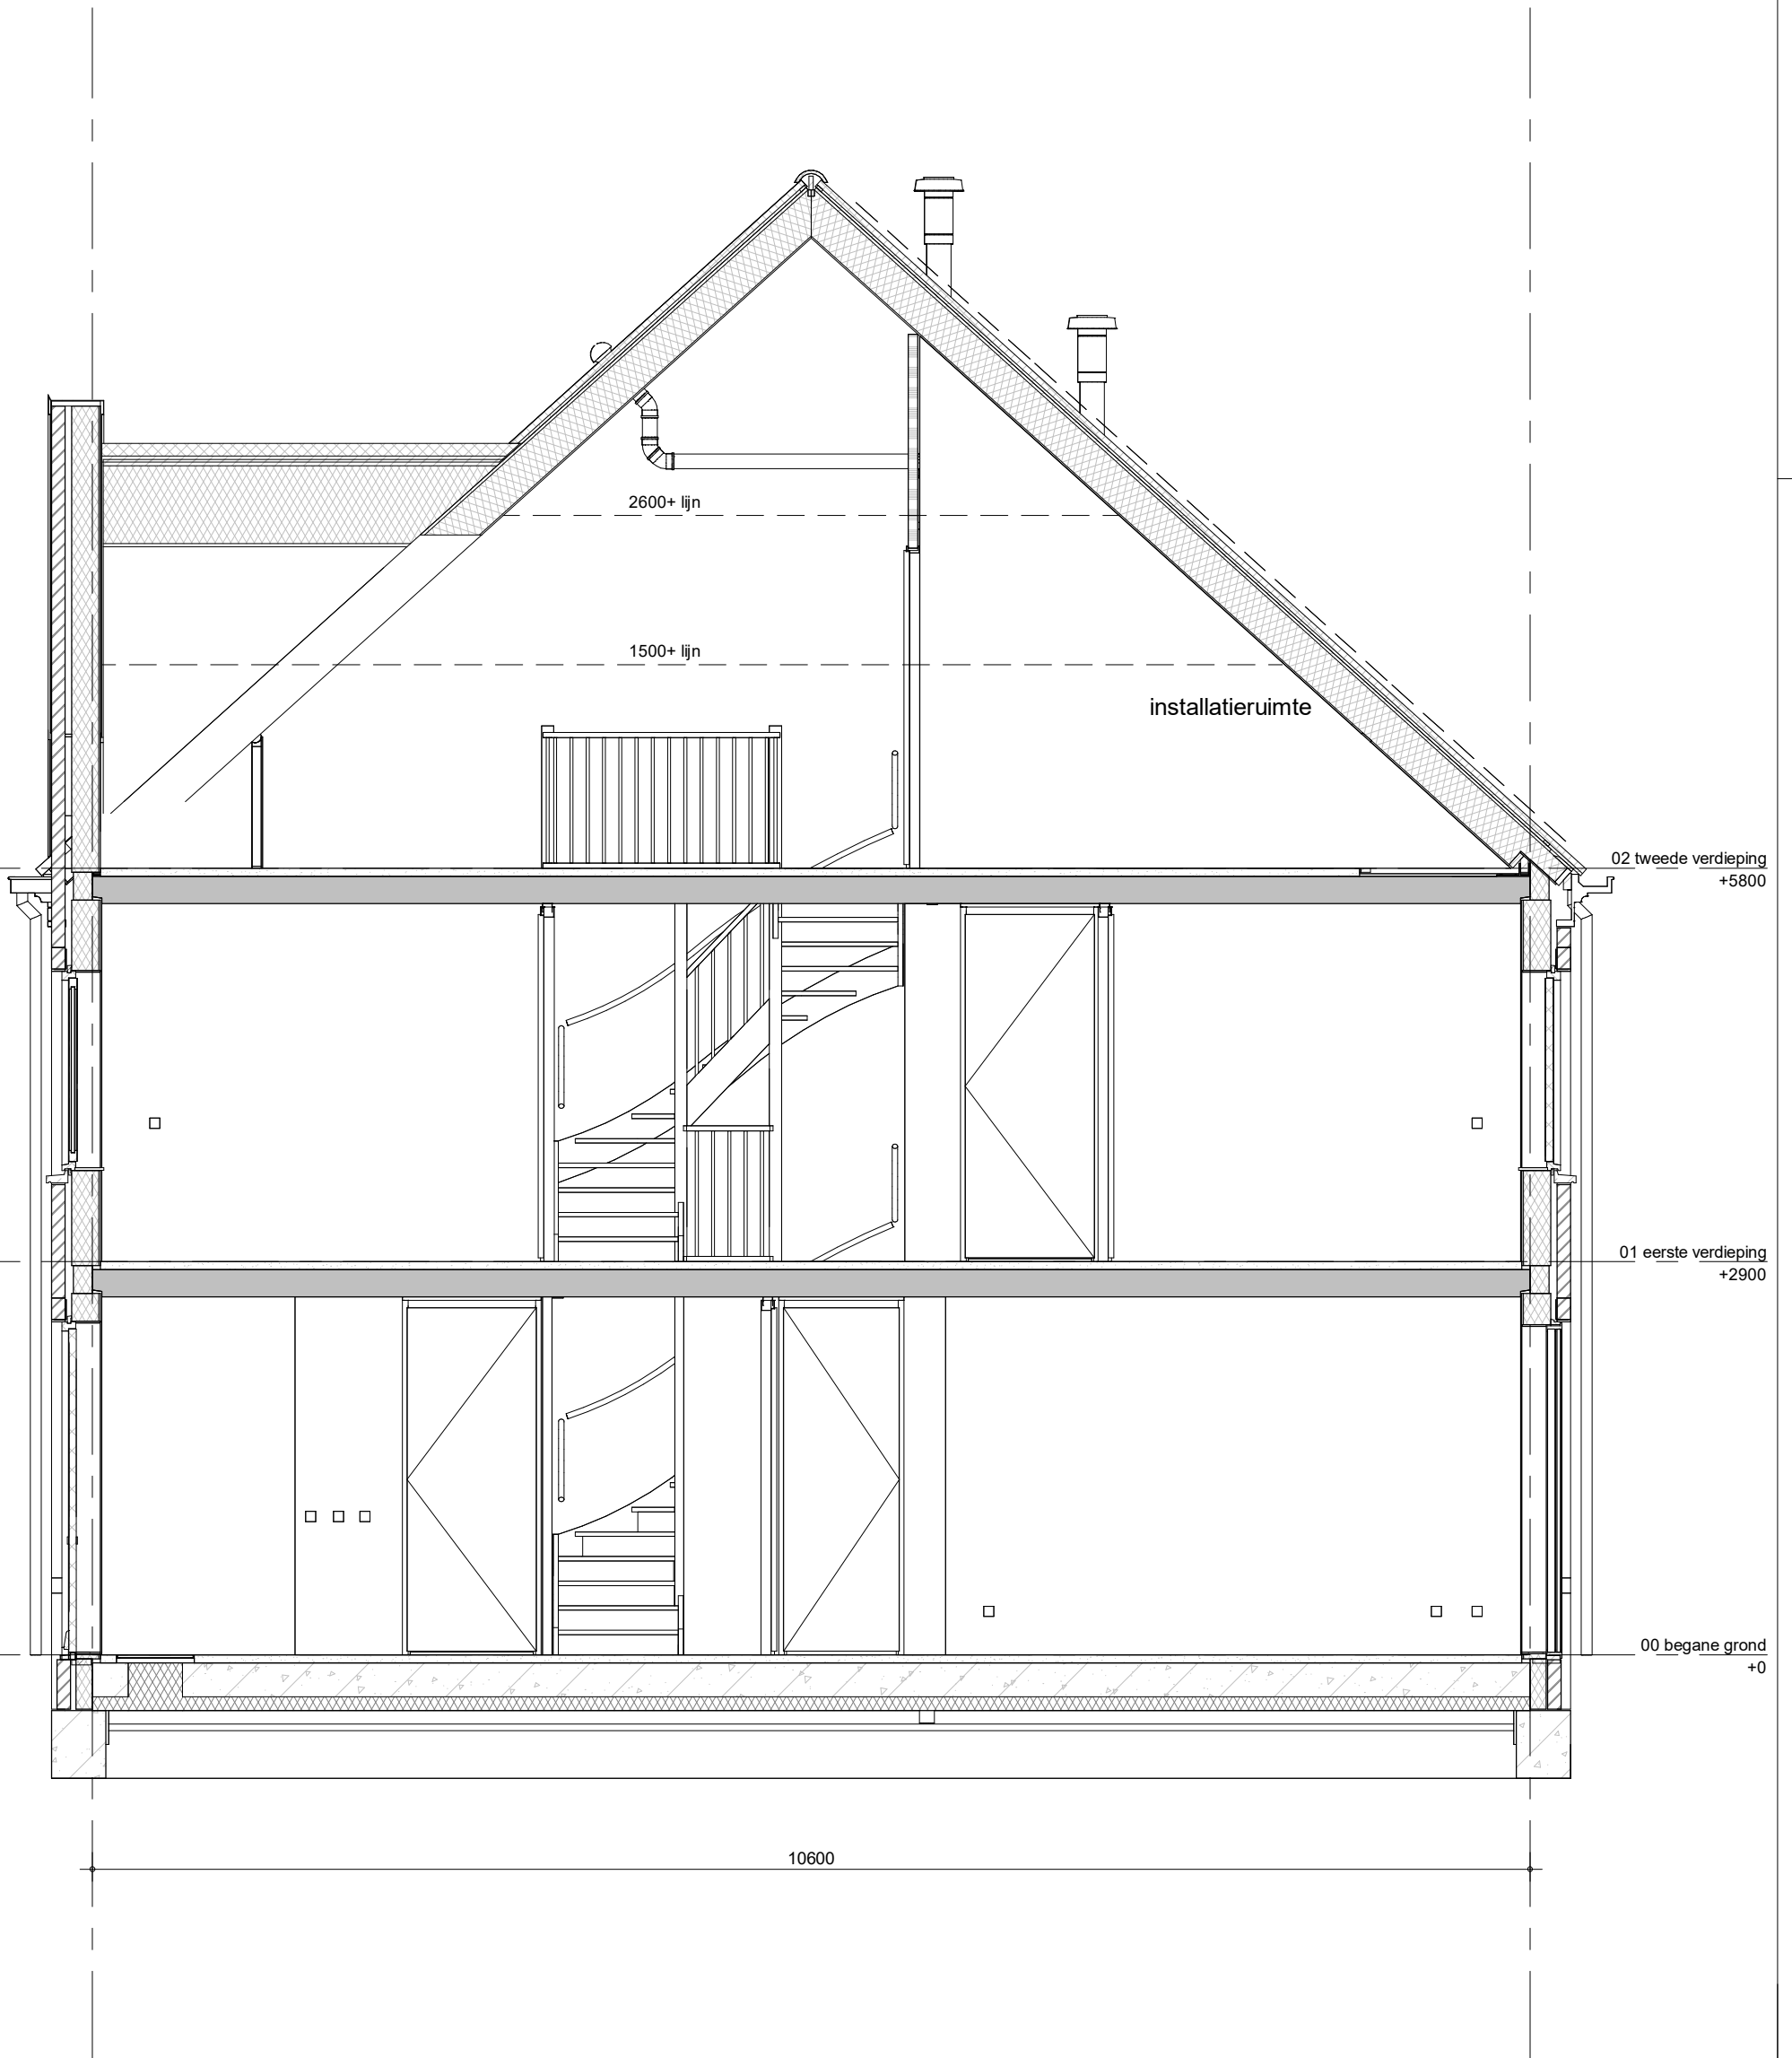 2600+ lijn
1500+ lijn
installatieruimte
02 tweede verdieping
+5800
01 eerste verdieping
+2900
00 begane grond
+0
10600